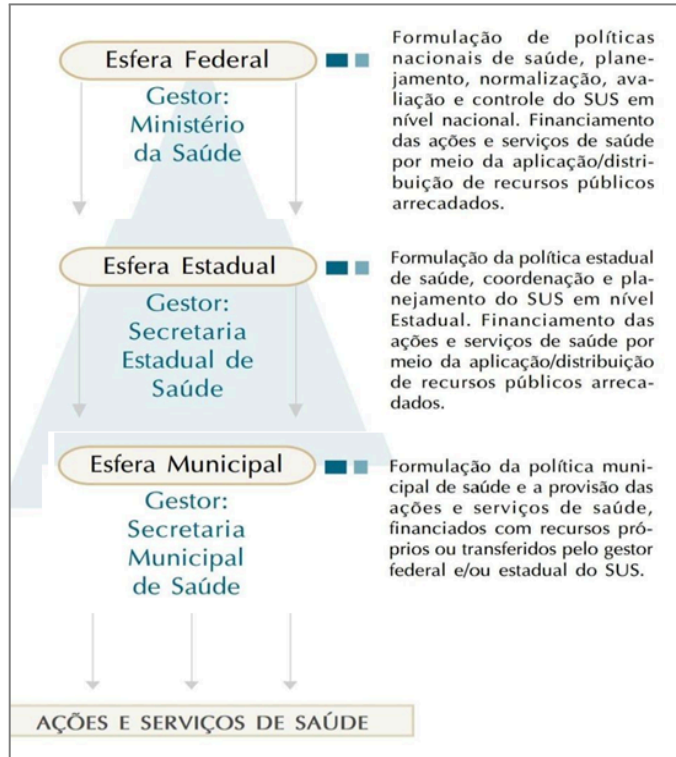 Esfera Federal
Gestor:
Ministério
da Saúde
Formulação de políticas
nacionais de saúde, plane-
jamento, normalização, ava-
liação e controle do SUS em
nível nacional. Financiamento
das ações e serviços de saúde
por meio da aplicação/distri-
buição de recursos públicos
arrecadados.
Esfera Estadual
Gestor:
Secretaria
Estadual de
Saúde
Formulação da política estadual
de saúde, coordenação e pla-
nejamento do SUS em nível
Estadual. Financiamento das
ações e serviços de saúde por
meio da aplicação/distribuição
de recursos públicos arreca-
dados.
Esfera Municipal
Gestor:
Secretaria
Municipal
de Saúde
Formulação da política muni-
cipal de saúde e a provisão das
ações e serviços de saúde,
financiados com recursos pró-
prios ou transferidos pelo gestor
federal e/ou estadual do SUS.
AÇÕES E SERVIÇOS DE SAÚDE